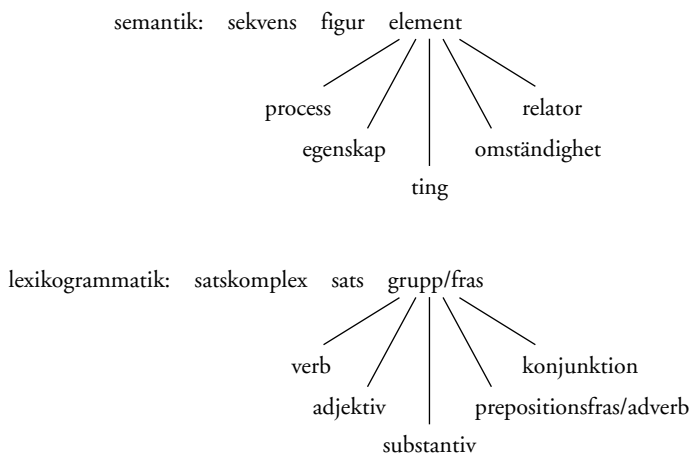 semantik: sekvens figur element
process relator
egenskap omständighet
ting
lexikogrammatik: satskomplex sats grupp/fras
verb konjunktion
adjektiv prepositionsfras/adverb
substantiv